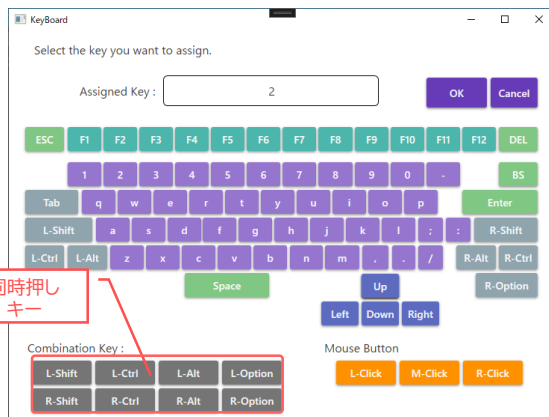 KeyBoard
Select the key you want to assign.
Assigned Key :
2
OK Cancel
ESC F1 F2 F3 F4 F5 F6 F7 F8 F9 F10 F11 F12 DEL
1 2 3 4 5 6 7 8 9 0 - BS
Tab q w e r t y u i o p Enter
L-Shift a s d f g h j k l ; : R-Shift
L-Ctrl L-Alt z x c v b n m , . / R-Alt R-Ctrl
Space Up R-Option
Left Down Right
同時押し
キー
Combination Key :
L-Shift L-Ctrl L-Alt L-Option
R-Shift R-Ctrl R-Alt R-Option
Mouse Button
L-Click M-Click R-Click